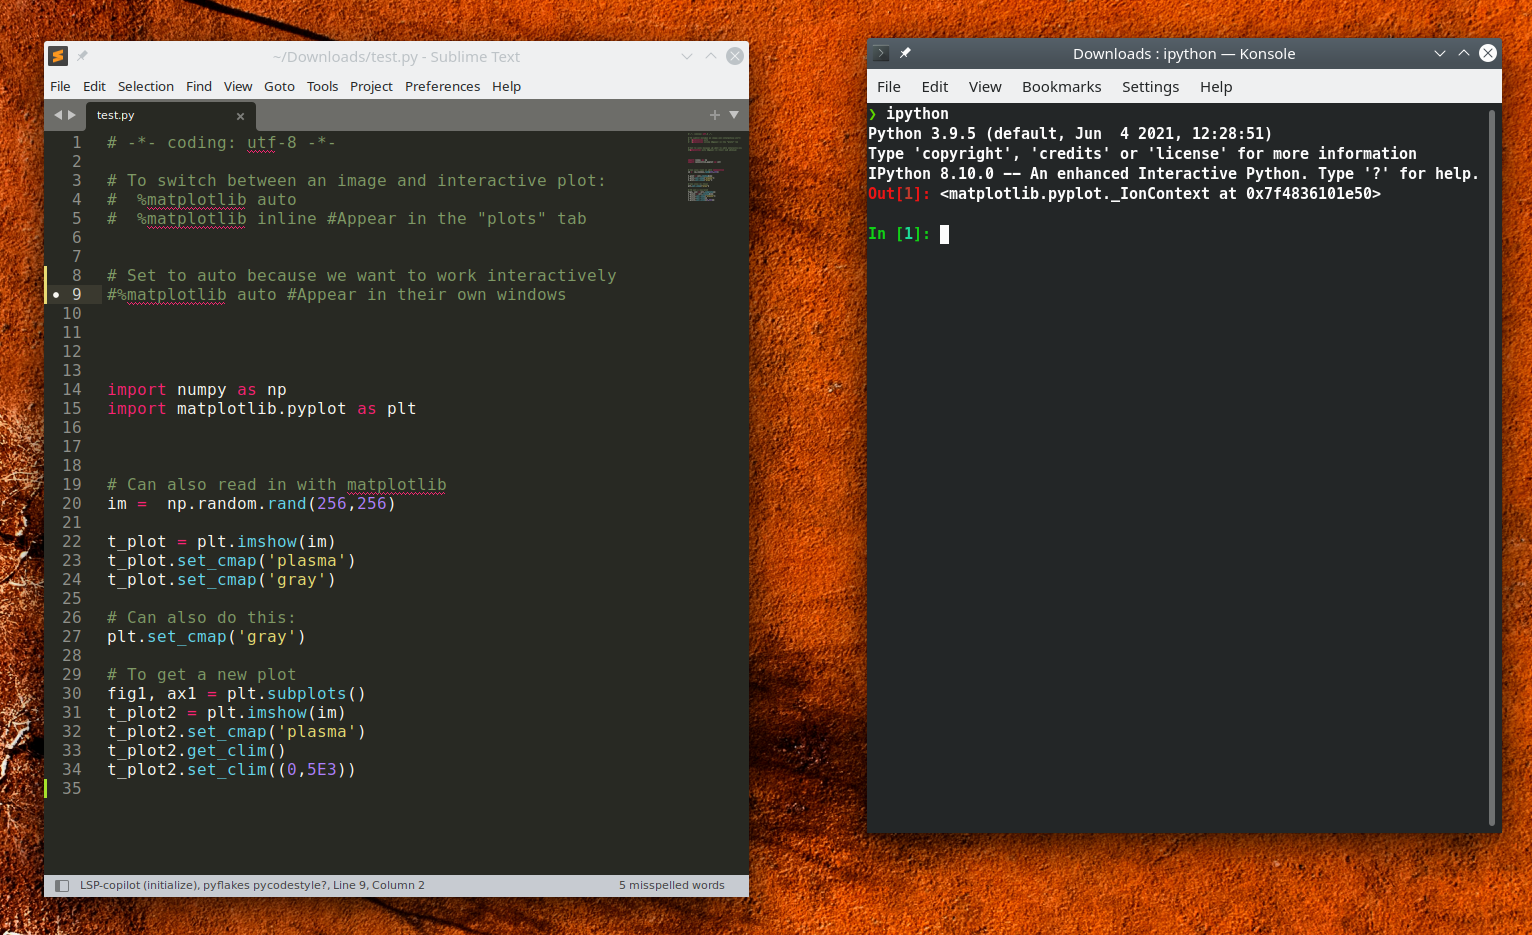 ~/Downloads/test.py - Sublime Text
File Edit Selection Find View Goto Tools Project Preferences Help
test.py
1 # -*- coding: utf-8 -*-
2
3 # To switch between an image and interactive plot:
4 #  %matplotlib auto
5 #  %matplotlib inline #Appear in the "plots" tab
6
7
8 # Set to auto because we want to work interactively
9 #%matplotlib auto #Appear in their own windows
10
11
12
13
14 import numpy as np
15 import matplotlib.pyplot as plt
16
17
18
19 # Can also read in with matplotlib
20 im =  np.random.rand(256,256)
21
22 t_plot = plt.imshow(im)
23 t_plot.set_cmap('plasma')
24 t_plot.set_cmap('gray')
25
26 # Can also do this:
27 plt.set_cmap('gray')
28
29 # To get a new plot
30 fig1, ax1 = plt.subplots()
31 t_plot2 = plt.imshow(im)
32 t_plot2.set_cmap('plasma')
33 t_plot2.get_clim()
34 t_plot2.set_clim((0,5E3))
35
LSP-copilot (initialize), pyflakes pycodestyle?, Line 9, Column 2
5 misspelled words
Downloads : ipython — Konsole
File Edit View Bookmarks Settings Help
❯ ipython
Python 3.9.5 (default, Jun  4 2021, 12:28:51)
Type 'copyright', 'credits' or 'license' for more information
IPython 8.10.0 -- An enhanced Interactive Python. Type '?' for help.
Out[1]: <matplotlib.pyplot._IonContext at 0x7f4836101e50>
In [1]: